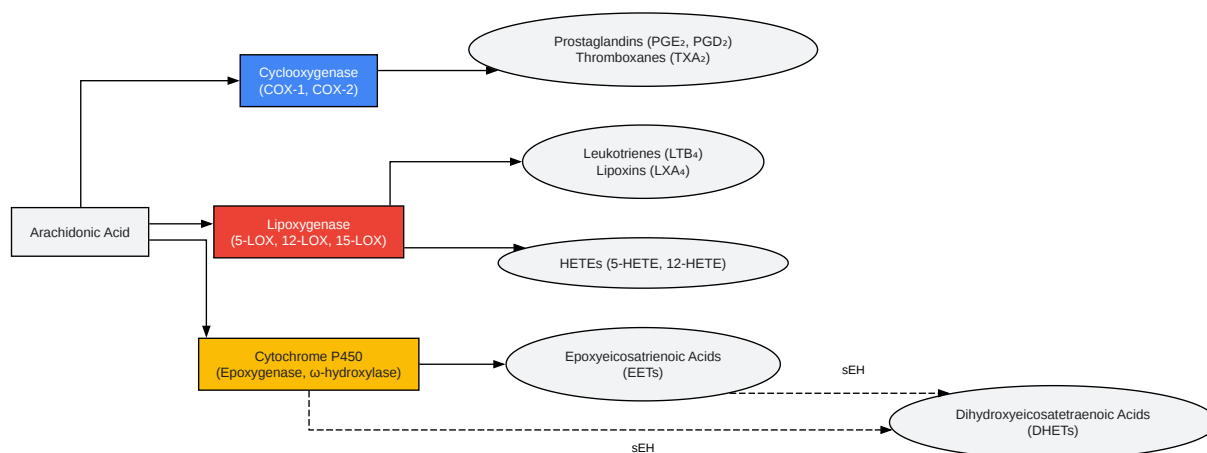 Prostaglandins (PGE₂, PGD₂)
Thromboxanes (TXA₂)
Cyclooxygenase
(COX-1, COX-2)
Leukotrienes (LTB₄)
Lipoxins (LXA₄)
Arachidonic Acid
Lipoxygenase
(5-LOX, 12-LOX, 15-LOX)
HETEs (5-HETE, 12-HETE)
Cytochrome P450
(Epoxygenase, ω-hydroxylase)
Epoxyeicosatrienoic Acids
(EETs)
sEH
Dihydroxyeicosatetraenoic Acids
(DHETs)
sEH